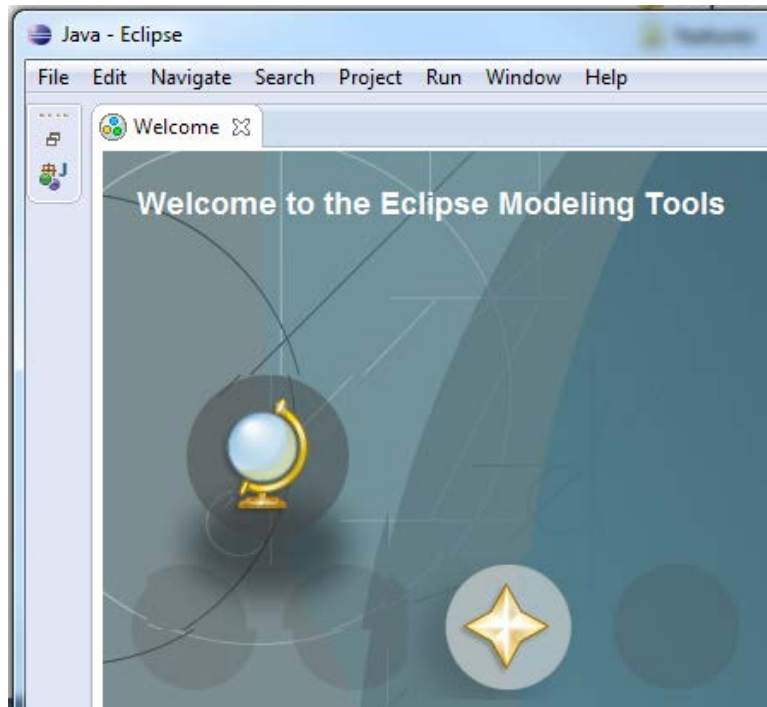 Java - Eclipse
File Edit Navigate Search Project Run Window Help
Welcome
J
Welcome to the Eclipse Modeling Tools